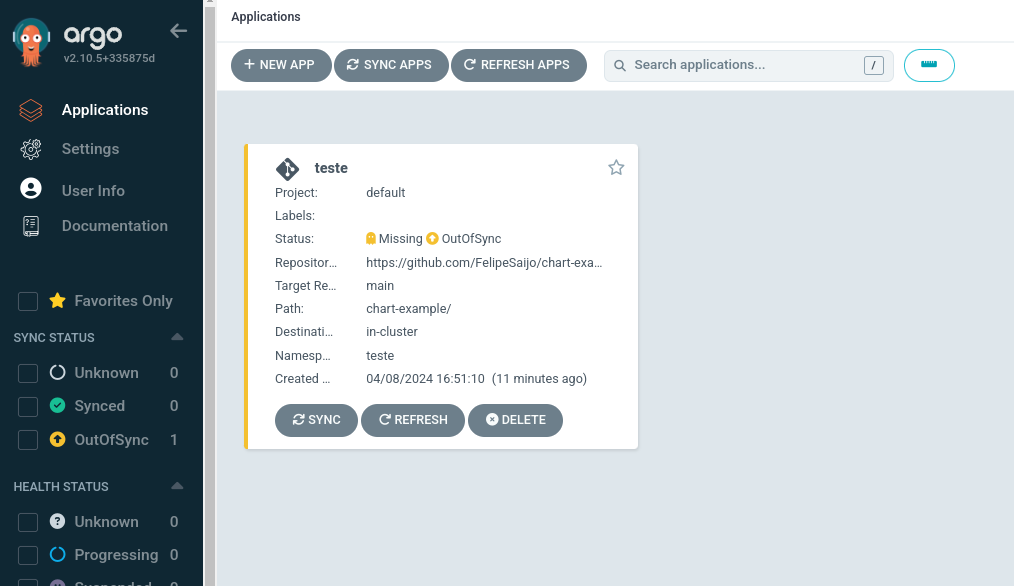 argo
v2.10.5+335875d
Applications
Settings
User Info
Documentation
Favorites Only
SYNC STATUS
Unknown 0
Synced 0
OutOfSync 1
HEALTH STATUS
Unknown 0
Progressing 0
Suspended 0
Applications
NEW APP SYNC APPS REFRESH APPS Search applications... /
teste
Project: default
Labels:
Status: Missing OutOfSync
Repositor... https://github.com/FelipeSaijo/chart-exa...
Target Re... main
Path: chart-example/
Destinati... in-cluster
Namesp... teste
Created ... 04/08/2024 16:51:10 (11 minutes ago)
SYNC REFRESH DELETE